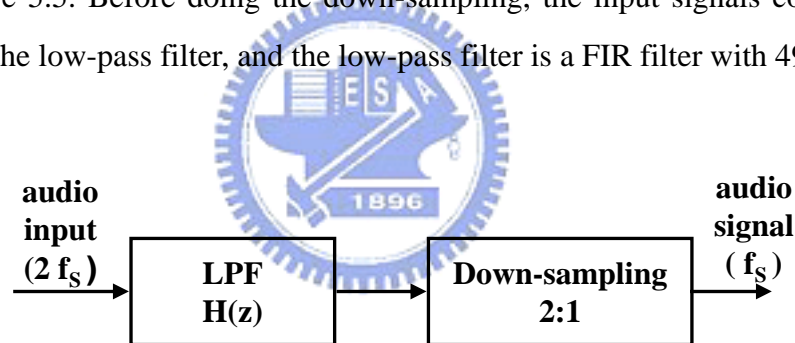 e 5.5. Before doing the down-sampling, the input signals co
he low-pass filter, and the low-pass filter is a FIR filter with 49
E S A
1896
audio
input
(2 fS)
LPF
H(z)
Down-sampling
2:1
audio
signal
( fS )